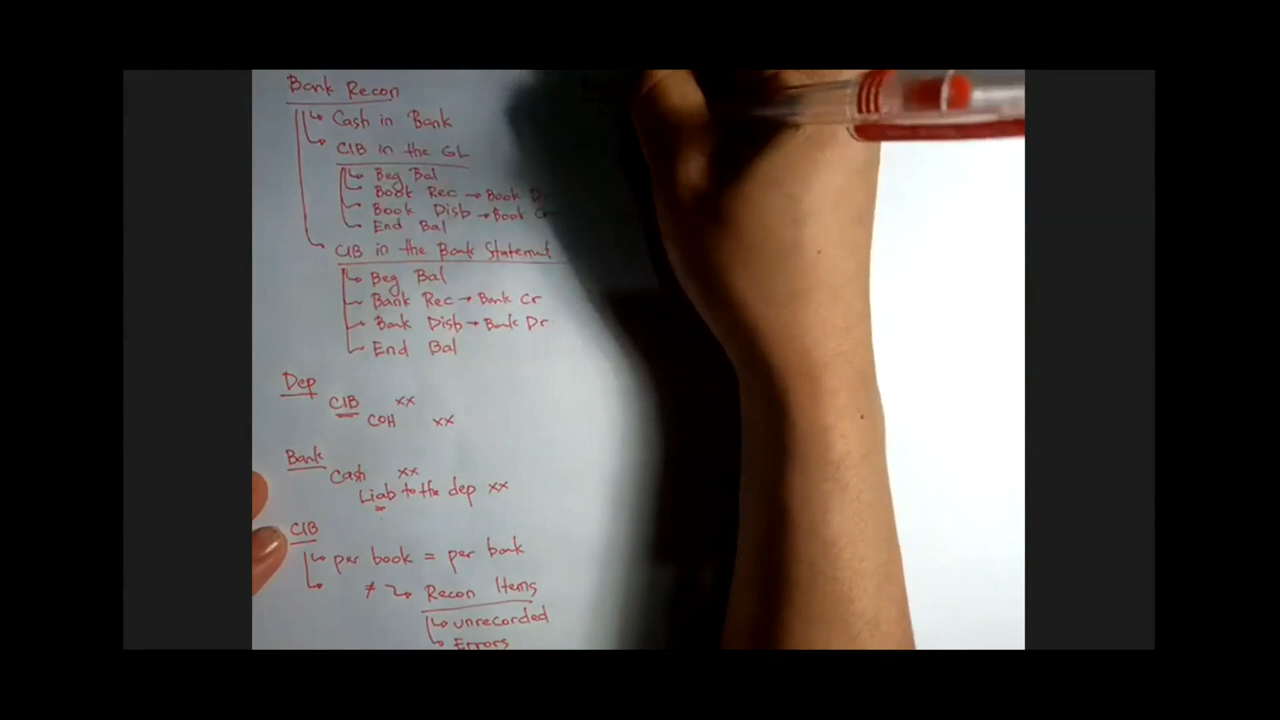 Bank Recon
↳ Cash in Bank
↳ CIB in the GL
↳ Beg Bal
Book Rec → Book Dr
Book Disb → Book Cr
End Bal
CIB in the Bank Statemnt
↳ Beg Bal
Bank Rec → Bank Cr
Bank Disb → Bank Dr
End Bal
Dep
CIB xx
COH xx
Bank
Cash xx
Liab to the dep xx
CIB
↳ per book = per bank
↳ ≠ ↳ Recon Items
↳ unrecorded
↳ Errors